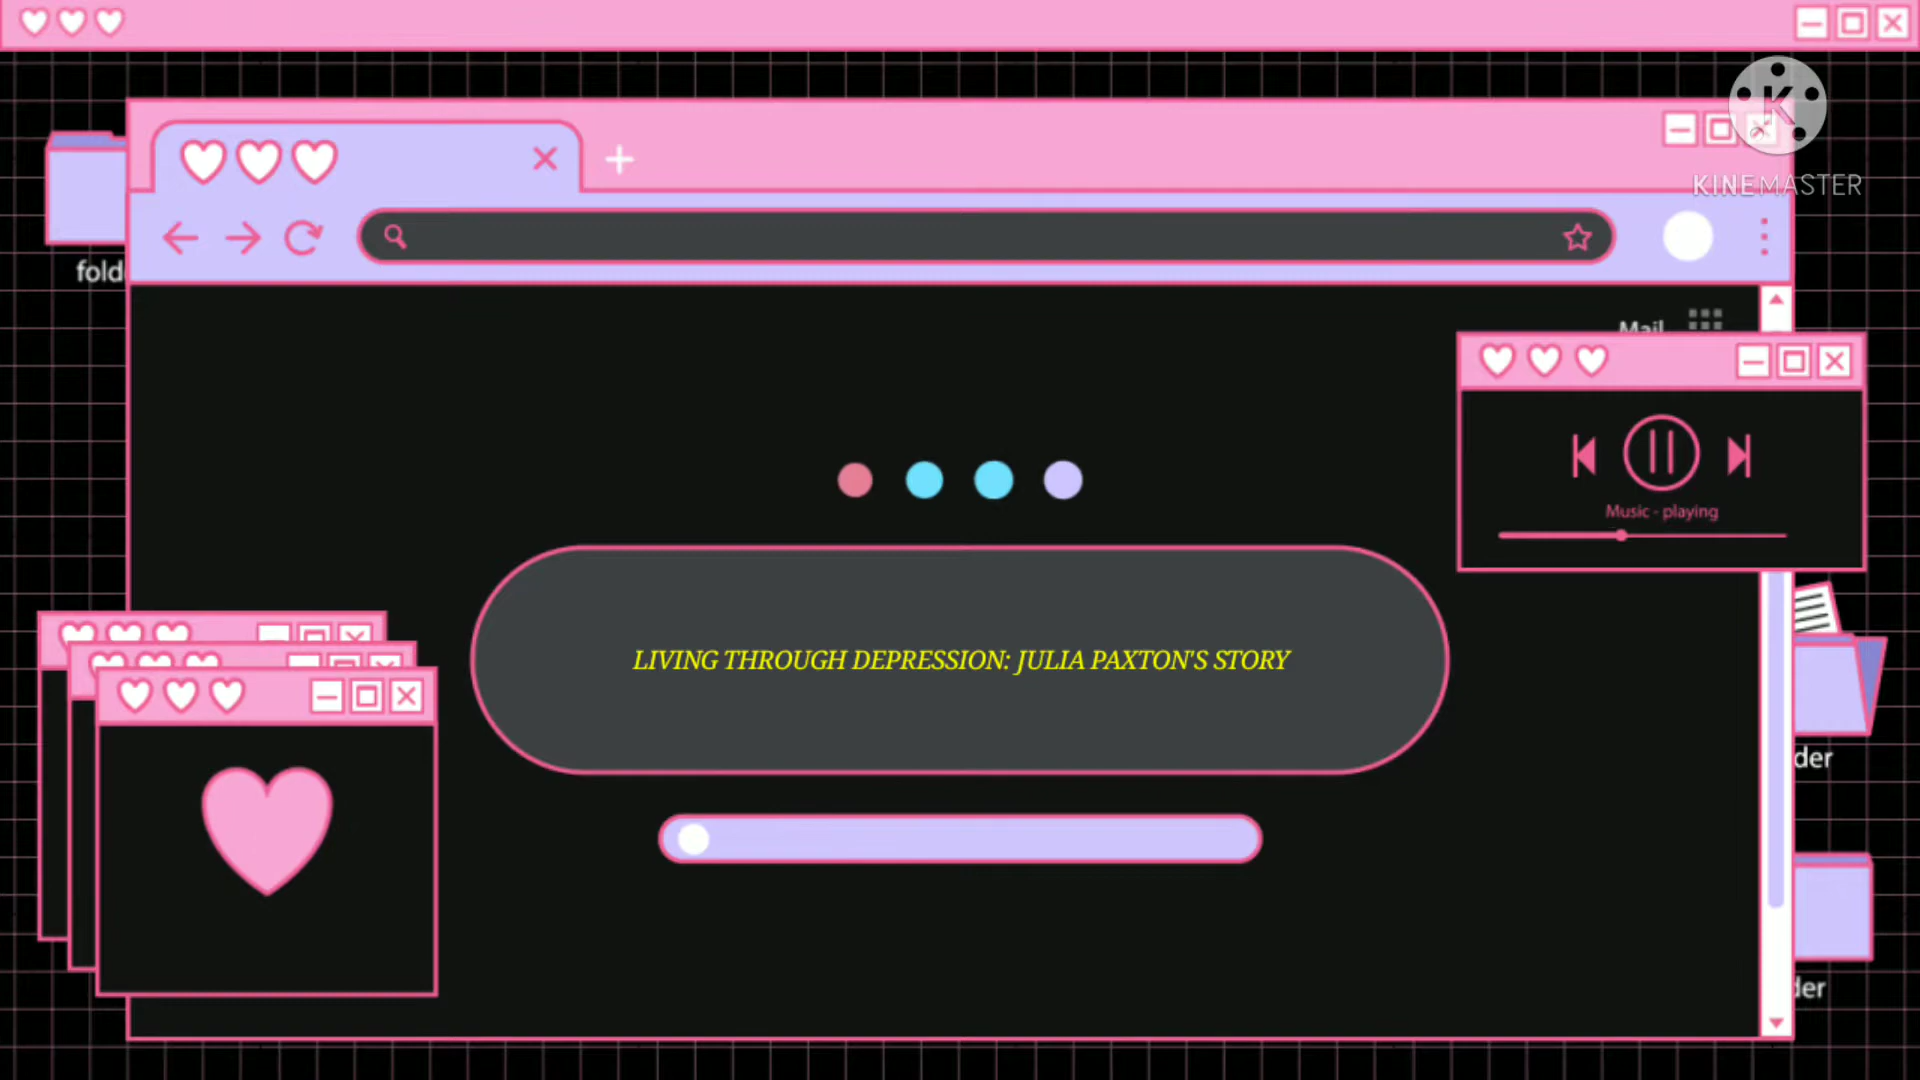 KINEMASTER
fold
Mail
Music - playing
LIVING THROUGH DEPRESSION: JULIA PAXTON'S STORY
der
der